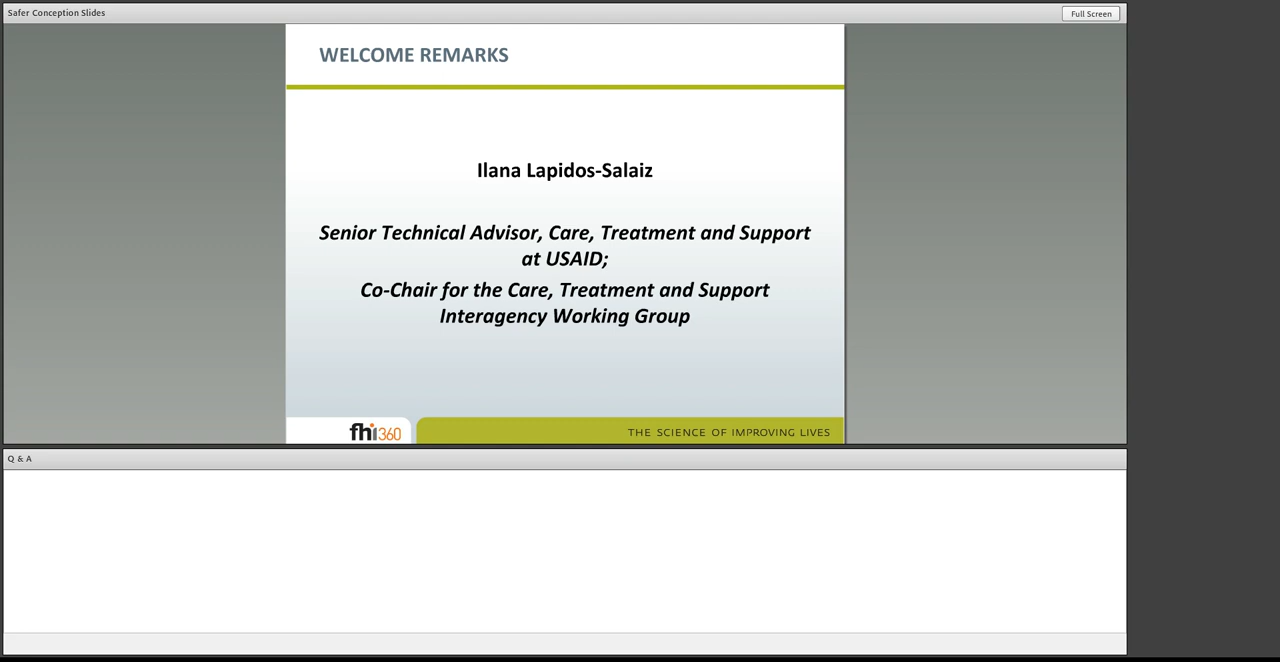 Safer Conception Slides
Full Screen
WELCOME REMARKS
Ilana Lapidos-Salaiz
Senior Technical Advisor, Care, Treatment and Support
at USAID;
Co-Chair for the Care, Treatment and Support
Interagency Working Group
fhi360
THE SCIENCE OF IMPROVING LIVES
Q & A